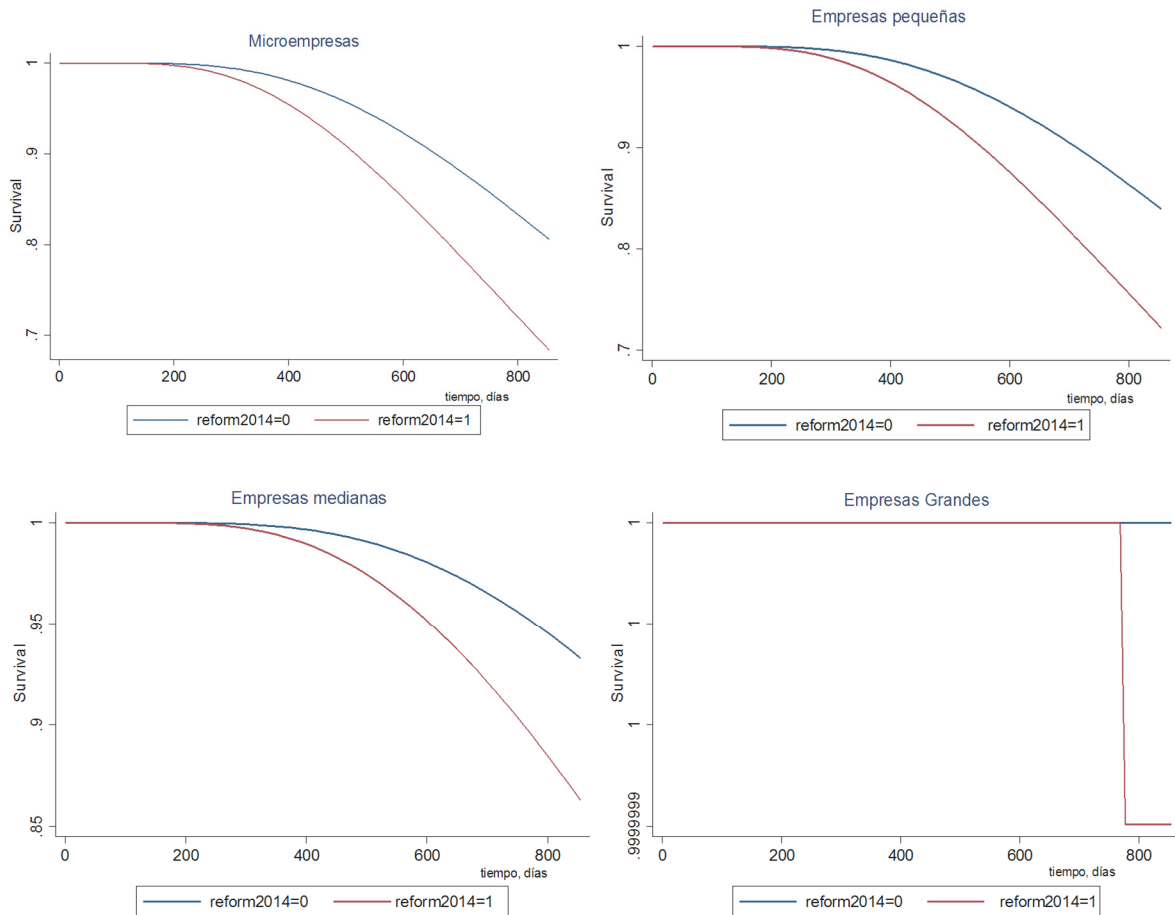 Microempresas
Survival
1
.9
.8
.7
0 200 400 600 800
tiempo, días
reform2014=0 reform2014=1
Empresas pequeñas
Survival
1
.9
.8
.7
0 200 400 600 800
tiempo, días
reform2014=0 reform2014=1
Empresas medianas
Survival
1
.95
.9
.85
0 200 400 600 800
tiempo, días
reform2014=0 reform2014=1
Empresas Grandes
Survival
1
1
1
.9999999
0 200 400 600 800
tiempo, días
reform2014=0 reform2014=1